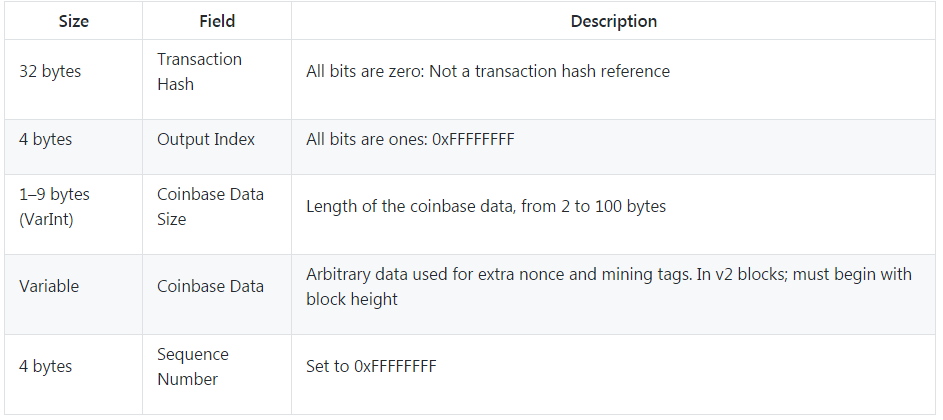 Size Field Description
32 bytes Transaction Hash All bits are zero: Not a transaction hash reference
4 bytes Output Index All bits are ones: 0xFFFFFFFF
1–9 bytes (VarInt) Coinbase Data Size Length of the coinbase data, from 2 to 100 bytes
Variable Coinbase Data Arbitrary data used for extra nonce and mining tags. In v2 blocks; must begin with block height
4 bytes Sequence Number Set to 0xFFFFFFFF